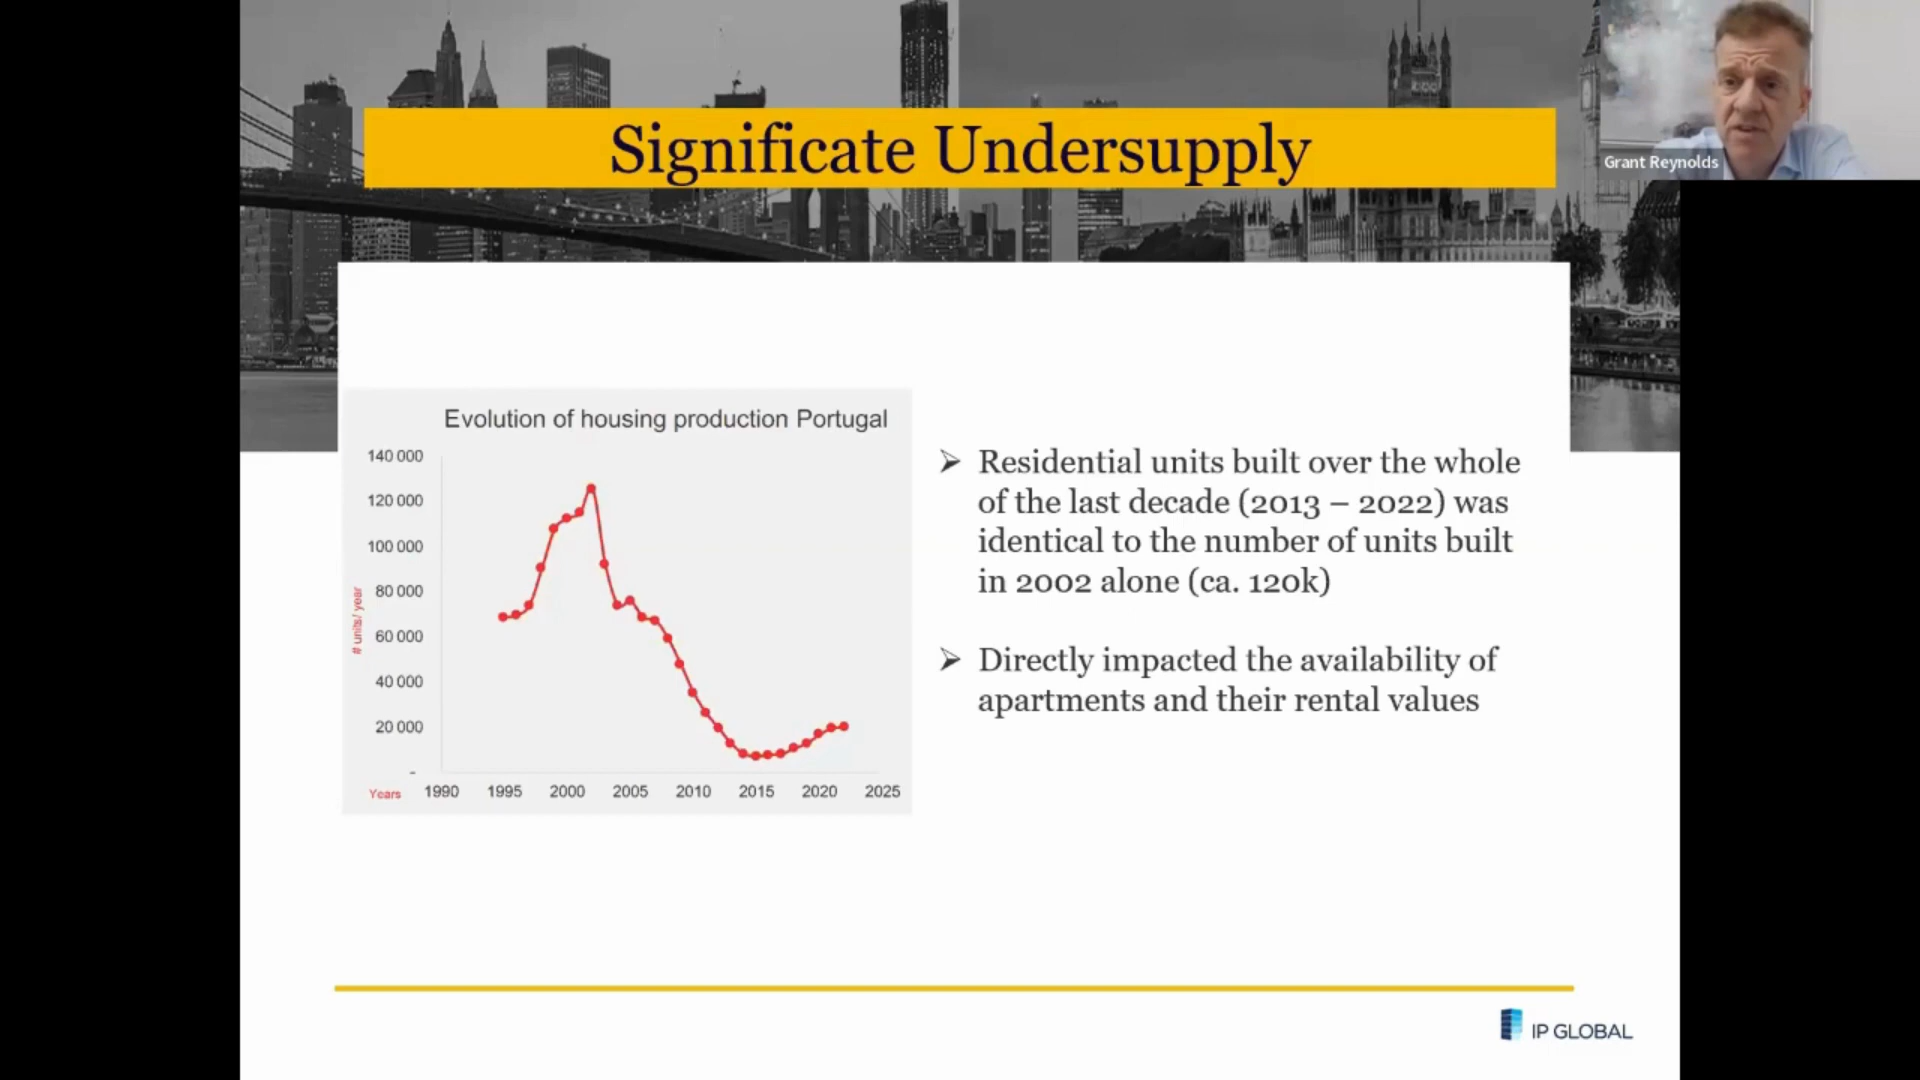 Significate Undersupply
Grant Reynolds
Evolution of housing production Portugal
140 000
120 000
100 000
80 000
60 000
40 000
20 000
-
# units/ year
Years
1990 1995 2000 2005 2010 2015 2020 2025
➢ Residential units built over the whole
of the last decade (2013 – 2022) was
identical to the number of units built
in 2002 alone (ca. 120k)
➢ Directly impacted the availability of
apartments and their rental values
IP GLOBAL